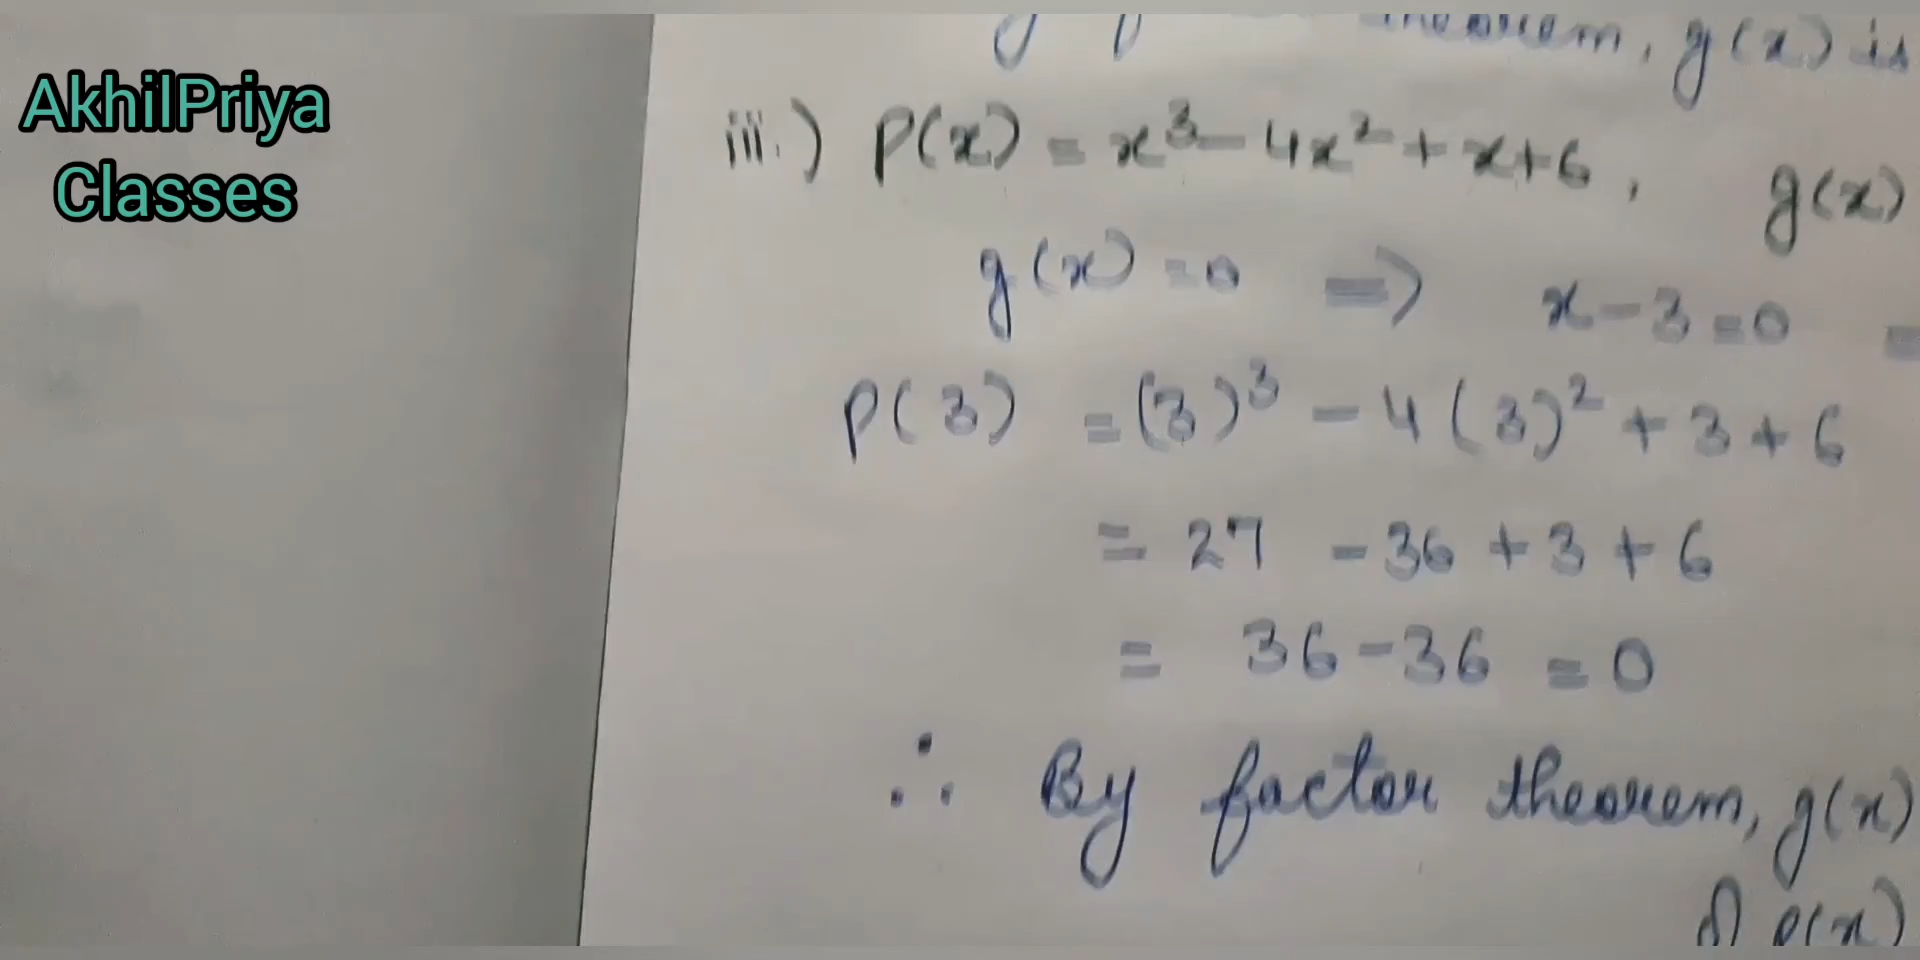 AkhilPriya
Classes
theorem, g(x) is
iii.) P(x) = x³ - 4x² + x + 6, g(x)
g(x) = 0 ⇒ x - 3 = 0 =
P(3) = (3)³ - 4(3)² + 3 + 6
= 27 - 36 + 3 + 6
= 36 - 36 = 0
∴ By factor theorem, g(x)
of p(x)